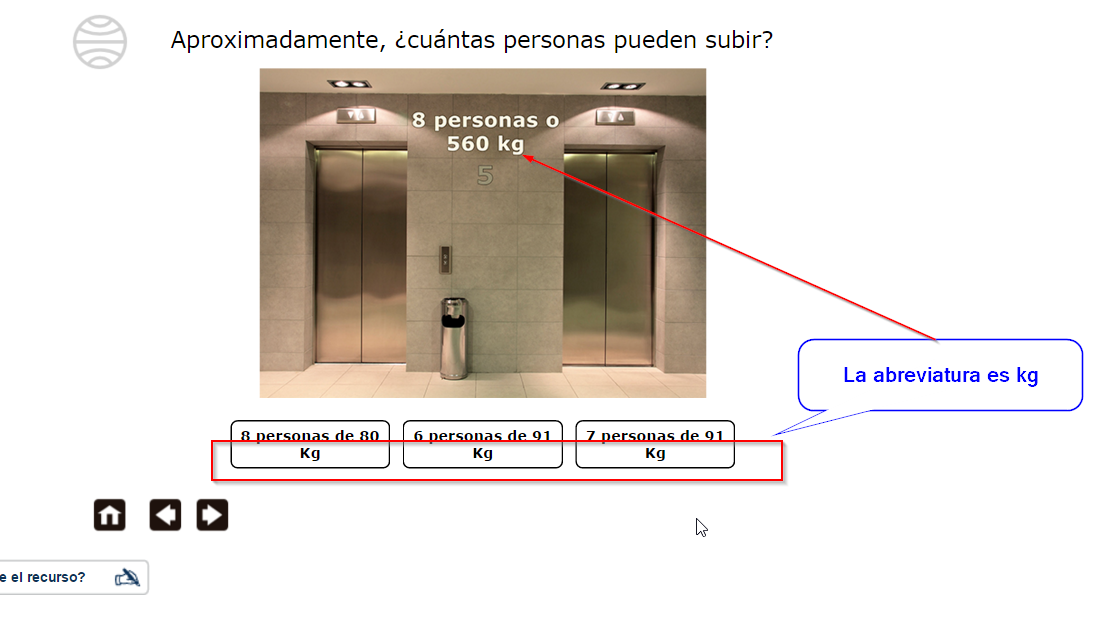 Aproximadamente, ¿cuántas personas pueden subir?
8 personas o
560 kg
5
La abreviatura es kg
8 personas de 80
Kg
6 personas de 91
Kg
7 personas de 91
Kg
e el recurso?